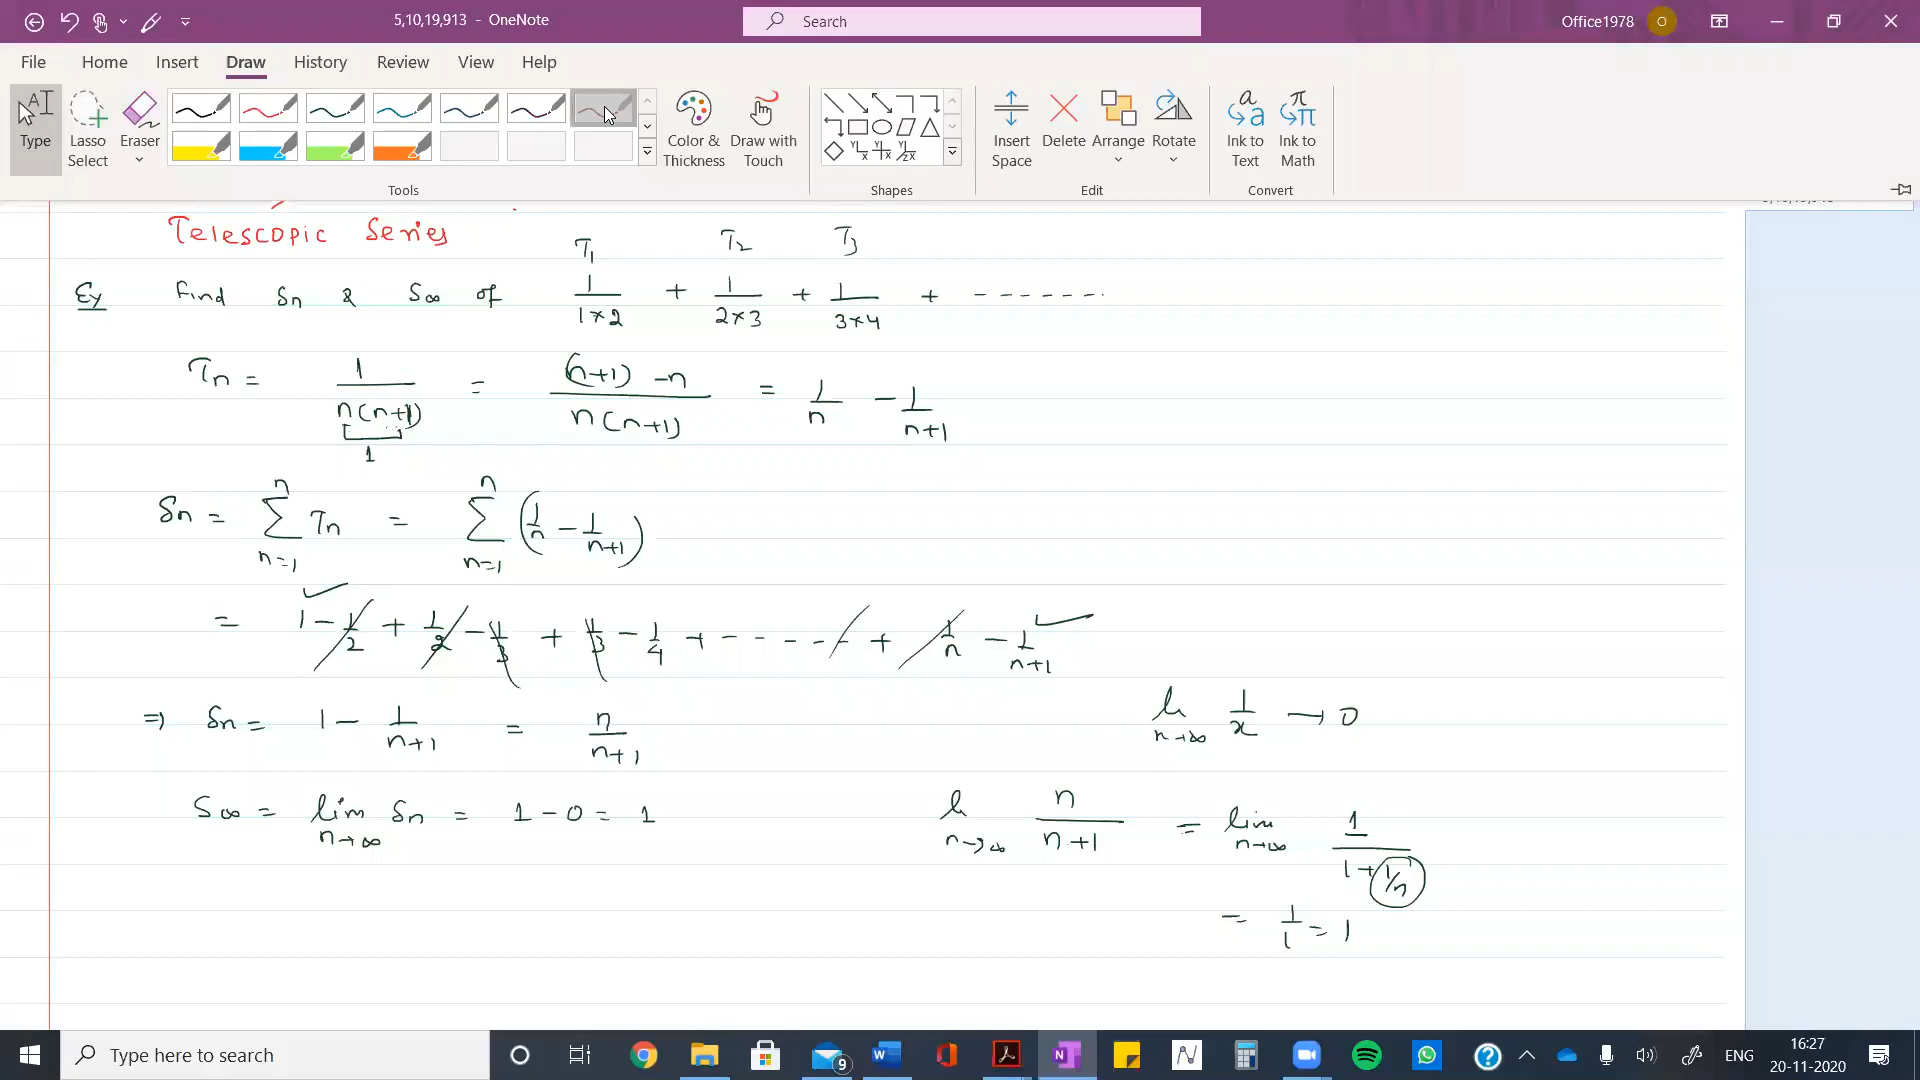 5,10,19,913 - OneNote
Search
Office1978
O
File Home Insert Draw History Review View Help
Type
Lasso Select
Eraser
Color & Thickness
Draw with Touch
Insert Space
Delete
Arrange
Rotate
Ink to Text
Ink to Math
Tools
Shapes
Edit
Convert
Telescopic Series
T₁ T₂ T₃
Ex Find Sn & S∞ of 1/(1×2) + 1/(2×3) + 1/(3×4) + -------
Tn = 1/(n(n+1)) = ((n+1) - n)/(n(n+1)) = 1/n - 1/(n+1)
1
Sn = Σ_{n=1}^{n} Tn = Σ_{n=1}^{n} (1/n - 1/(n+1))
= 1 - 1/2 + 1/2 - 1/3 + 1/3 - 1/4 + ----- + 1/n - 1/(n+1)
⇒ Sn = 1 - 1/(n+1) = n/(n+1)
S∞ = lim_{n→∞} Sn = 1 - 0 = 1
1/x → 0
n→∞ n/(n+1) = lim_{n→∞} 1/(1 + 1/n)
= 1/1 = 1
Type here to search
9
ENG
16:27
20-11-2020